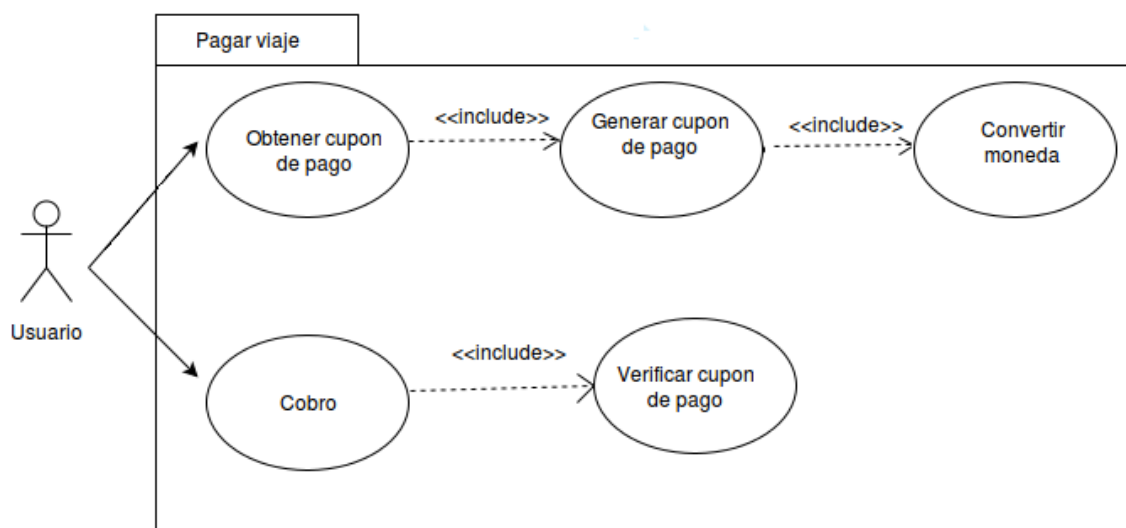 Pagar viaje
Obtener cupon
de pago
<<include>>
Generar cupon
de pago
<<include>>
Convertir
moneda
Usuario
Cobro
<<include>>
Verificar cupon
de pago